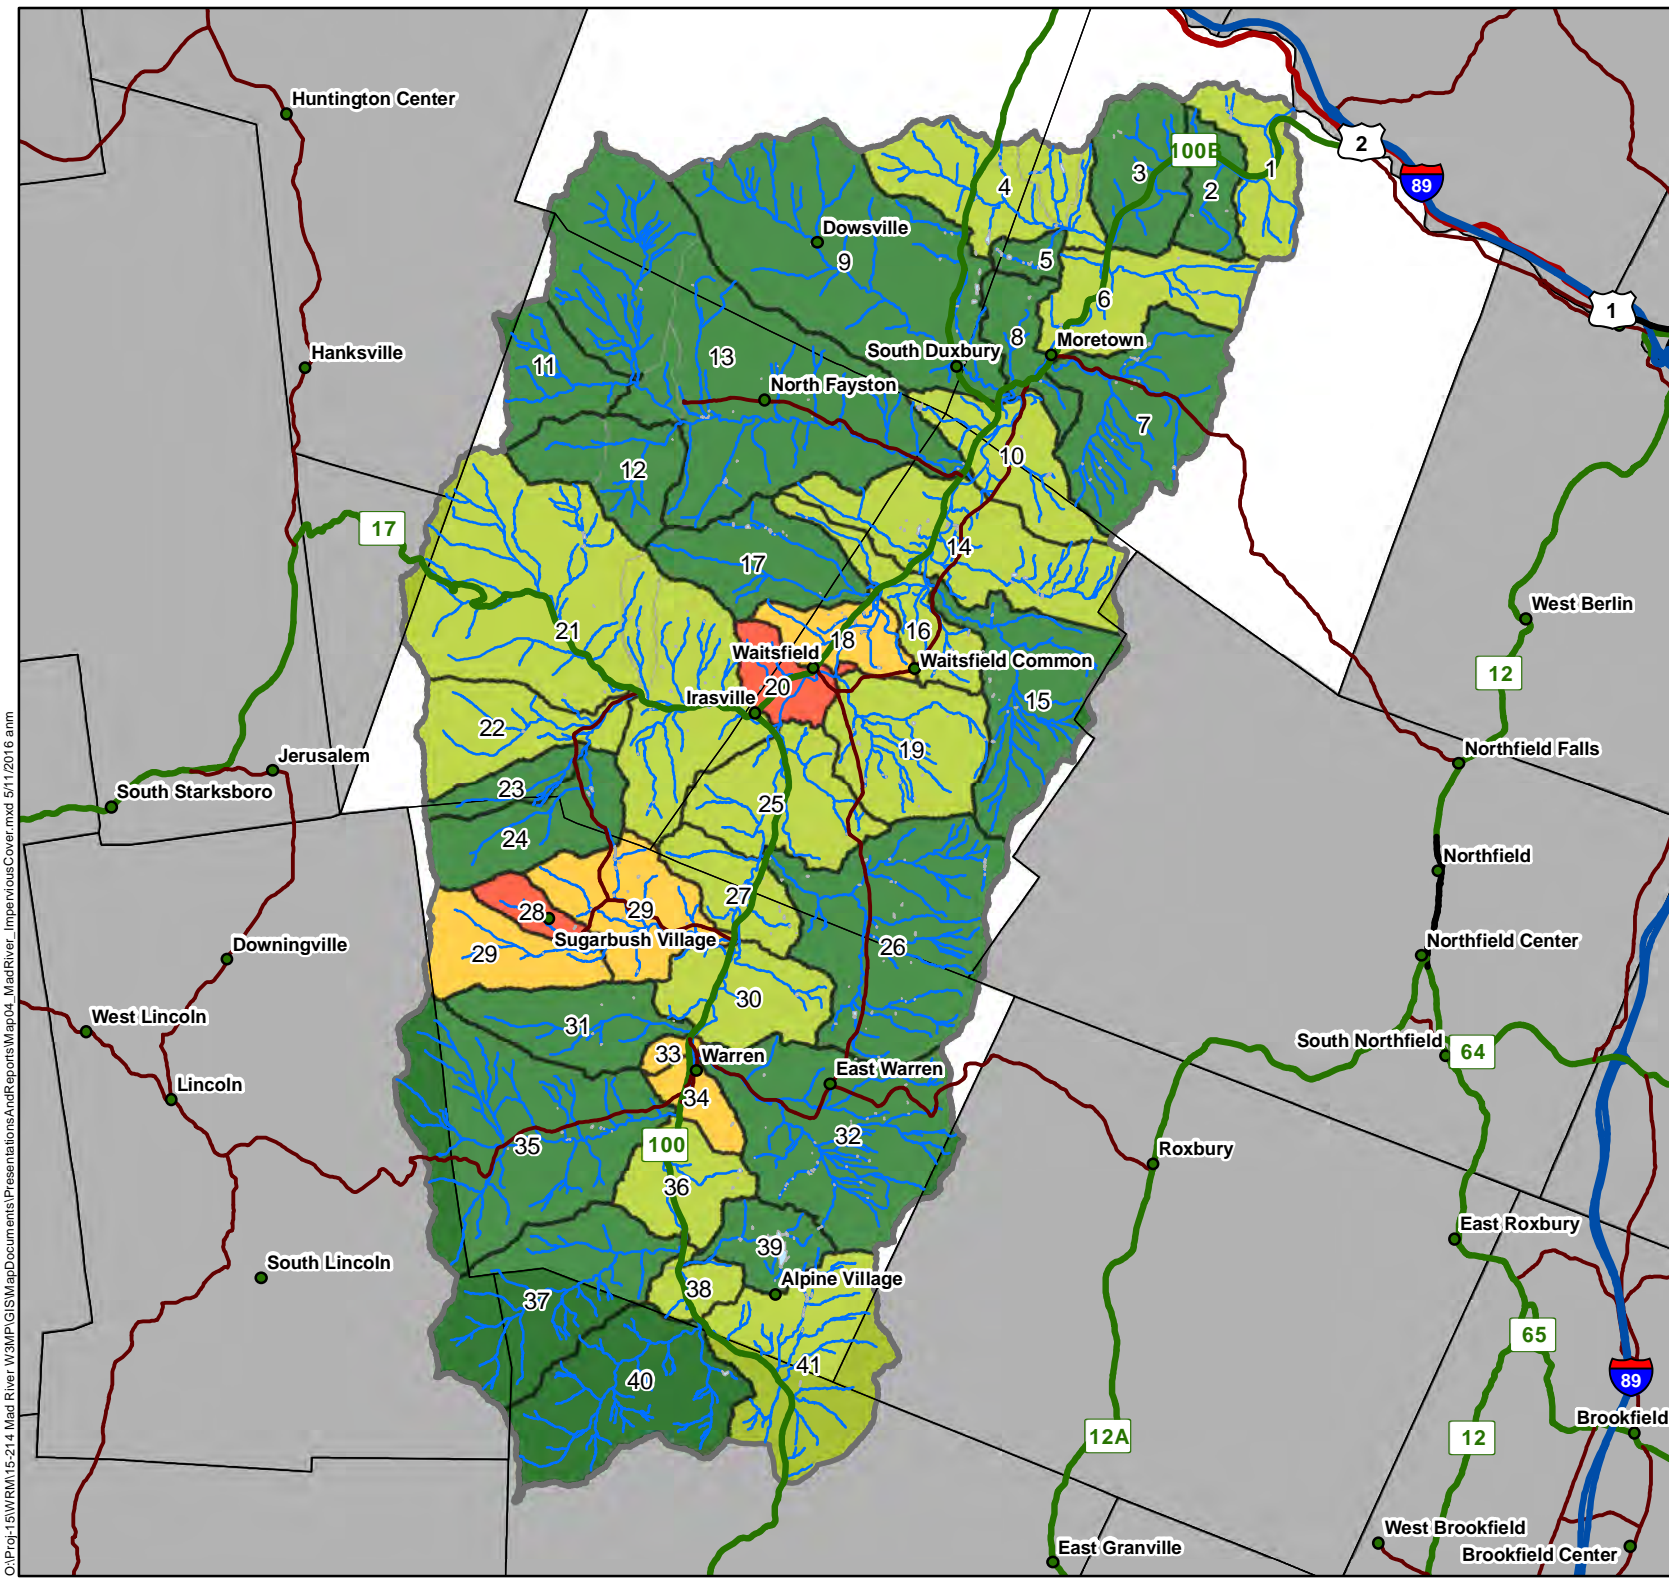 Huntington Center
100B
2
89
3
1
4
2
Dowsville
9
5
6
1
Hanksville
11
13
South Duxbury
8
Moretown
North Fayston
7
12
10
17
17
14
21
18
16
West Berlin
Waitsfield
Waitsfield Common
12
20
Irasville
15
22
19
Northfield Falls
Jerusalem
South Starksboro
23
25
24
Northfield
27
28
29
Sugarbush Village
Northfield Center
Downingville
29
26
30
West Lincoln
31
South Northfield
64
33
Warren
East Warren
Lincoln
34
35
100
32
Roxbury
36
East Roxbury
39
South Lincoln
Alpine Village
38
37
65
41
40
89
Brookfield
12A
12
West Brookfield
East Granville
Brookfield Center
O:\Proj-15\WRM\15-214 Mad River W3MP\GIS\MapDocuments\PresentationsAndReports\Map04_MadRiver_ImperviousCover.mxd 5/11/2016 anm